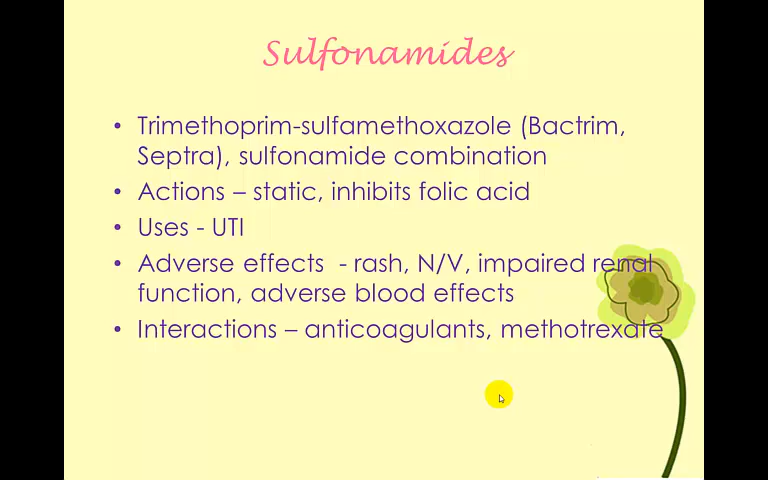 Sulfonamides
• Trimethoprim-sulfamethoxazole (Bactrim,
Septra), sulfonamide combination
• Actions – static, inhibits folic acid
• Uses - UTI
• Adverse effects - rash, N/V, impaired renal
function, adverse blood effects
• Interactions – anticoagulants, methotrexate